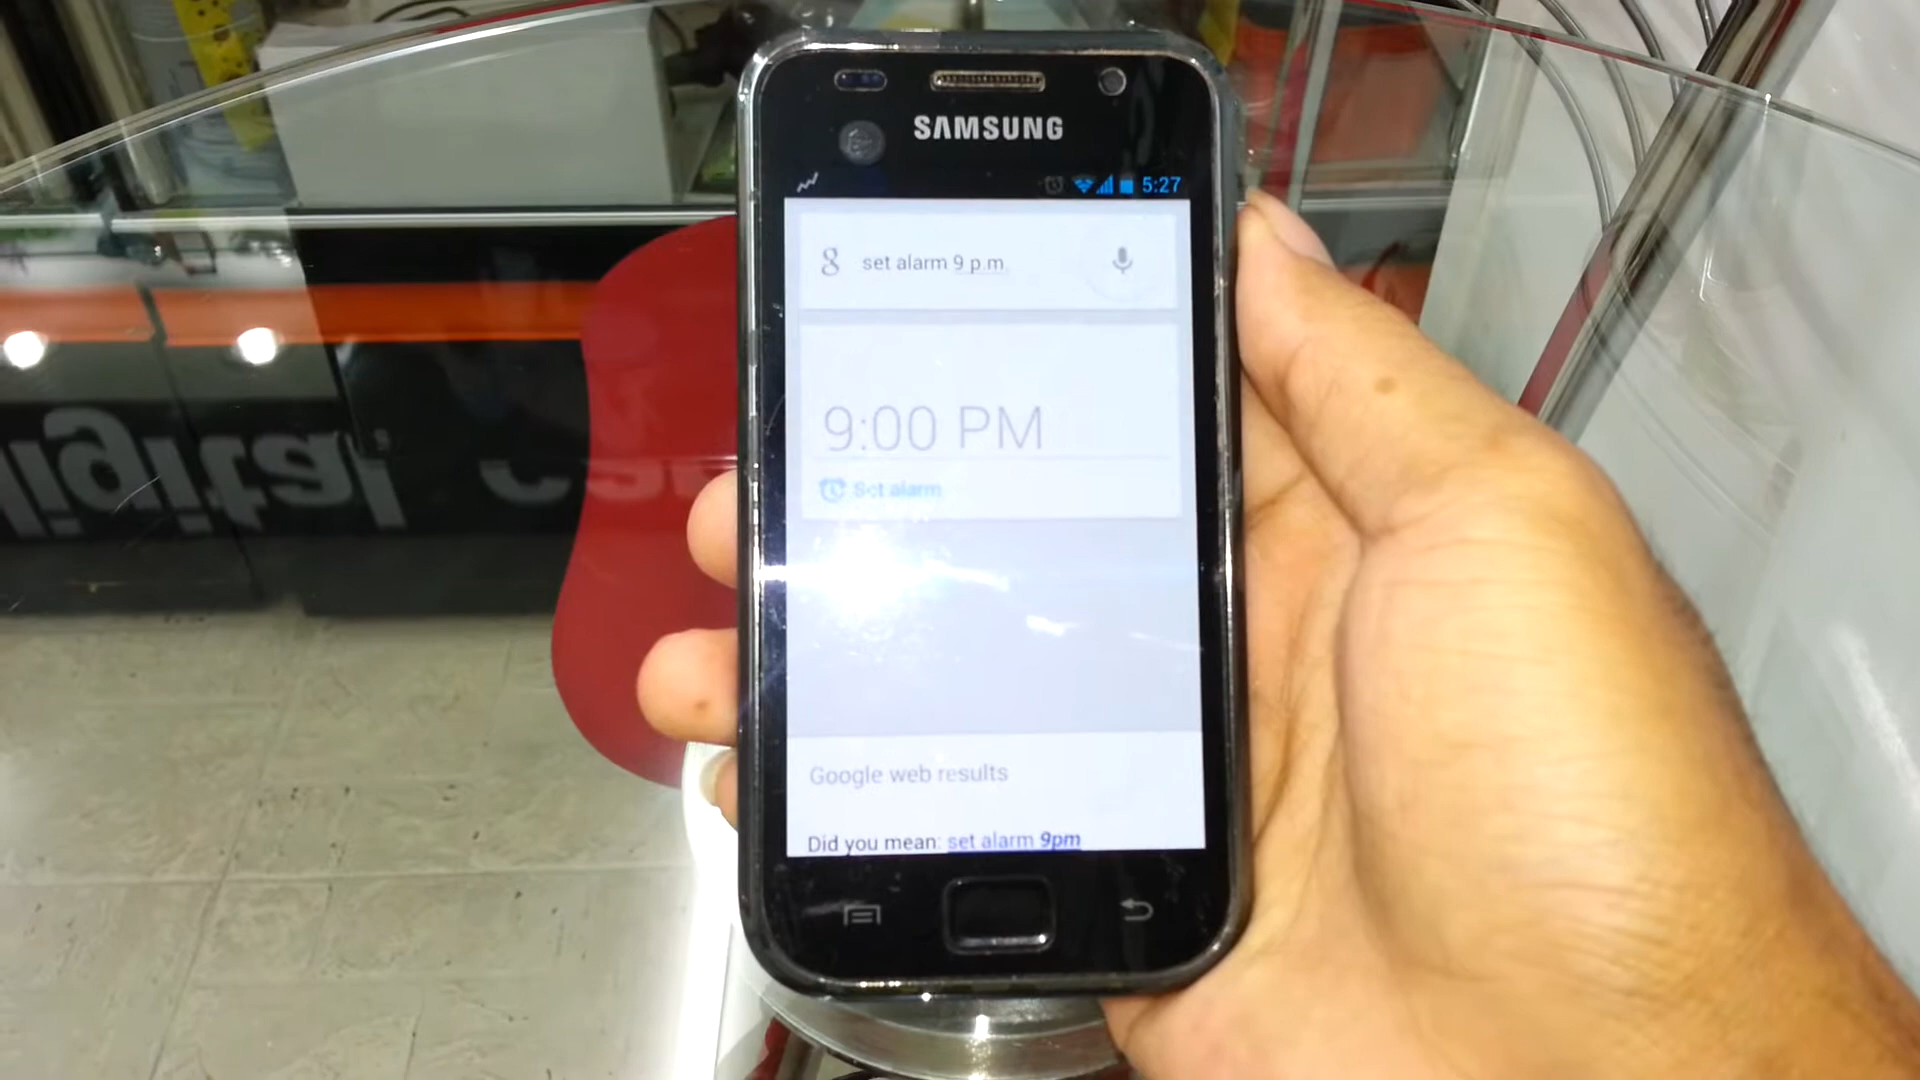 SAMSUNG
5:27
g set alarm 9 p m
9:00 PM
Set alarm
Google web results
Did you mean: set alarm 9pm